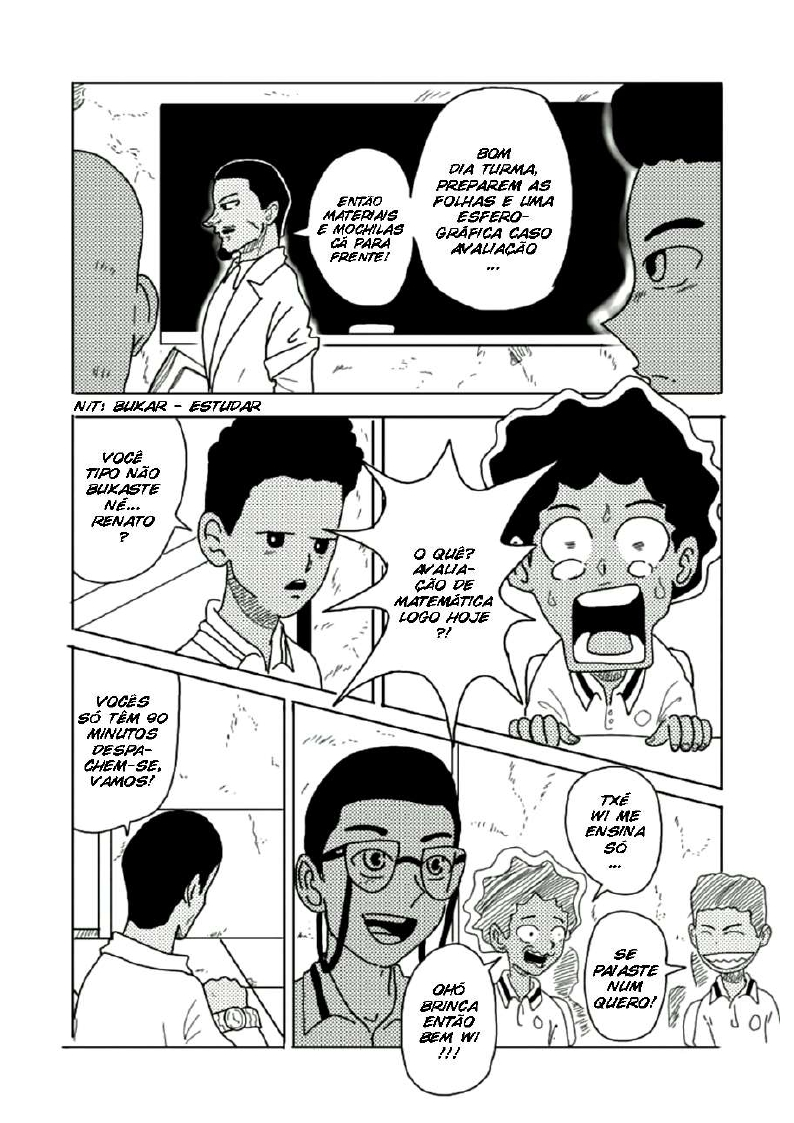 BOM
DIA TURMA,
PREPAREM AS
FOLHAS E UMA
ESFERO-
GRÁFICA CASO
AVALIAÇÃO
...
ENTÃO
MATERIAIS
E MOCHILAS
CÁ PARA
FRENTE!
N/T: BUKAR - ESTUDAR
O QUÊ?
AVALIA-
ÇÃO DE
MATEMÁTICA
LOGO HOJE
?!
VOCÊ
TIPO NÃO
BUKASTE
NÉ...
RENATO
?
TXÉ
WI ME
ENSINA
SÓ
...
SE
PAIASTE
NUM
QUERO!
OHÓ
BRINCA
ENTÃO
BEM WI
!!!
VOCÊS
SÓ TÊM 90
MINUTOS
DESPA-
CHEM-SE,
VAMOS!